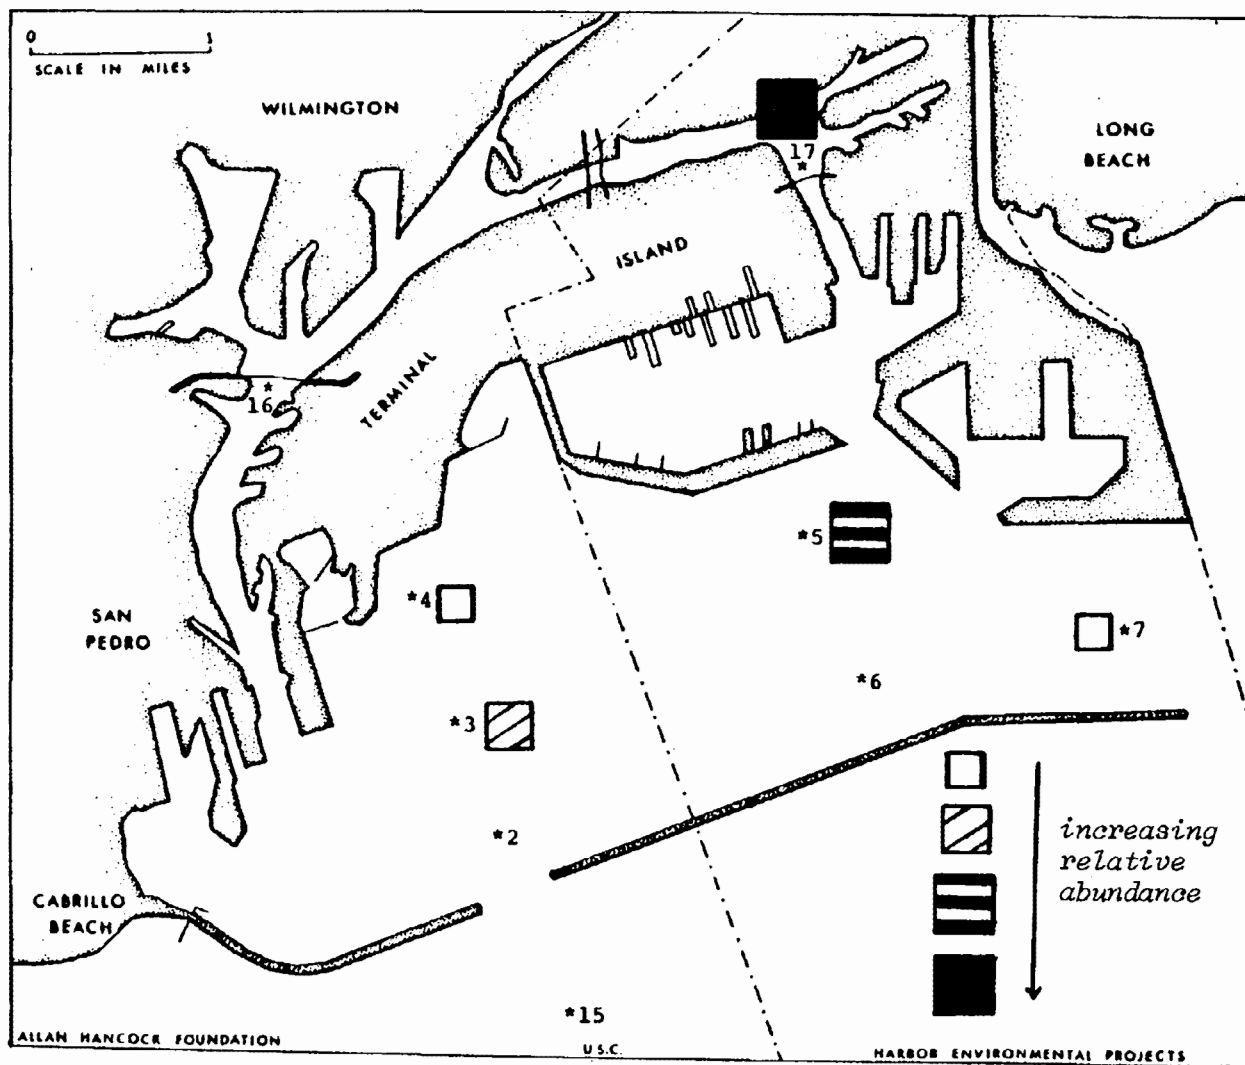 0 1
SCALE IN MILES
WILMINGTON
LONG
BEACH
17
*
ISLAND
TERMINAL
*
16
*5
*4
SAN
PEDRO
*7
*6
*3
*2
increasing
relative
abundance
CABRILLO
BEACH
*15
ALLAN HANCOCK FOUNDATION
U.S.C.
HARBOR ENVIRONMENTAL PROJECTS